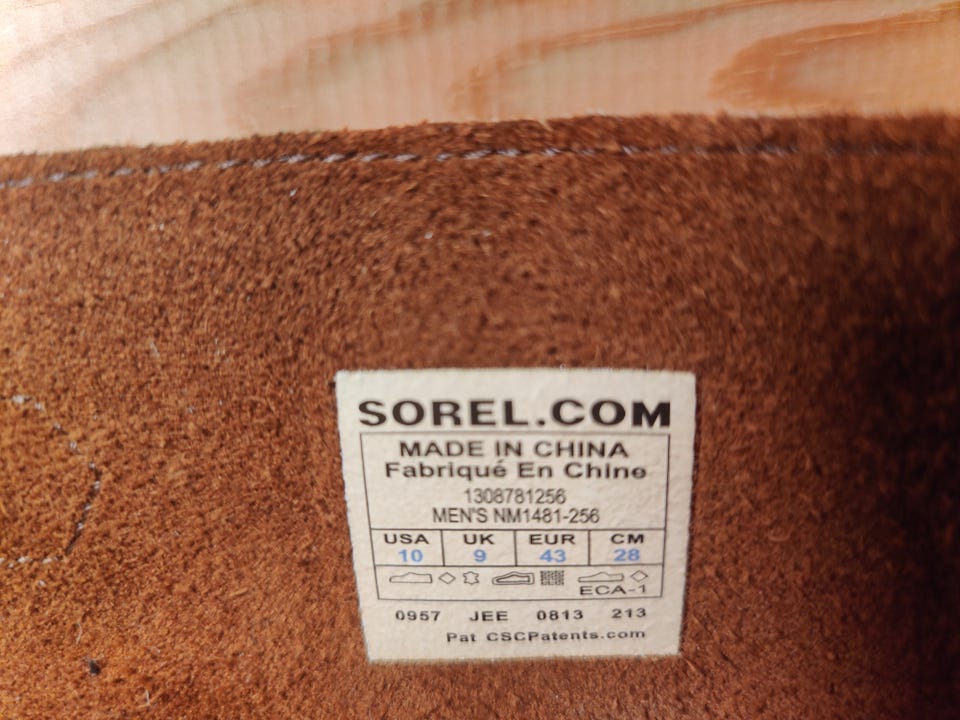 SOREL.COM
MADE IN CHINA
Fabriqué En Chine
1308781256
MEN'S NM1481-256
USA UK EUR CM
10 9 43 28
ECA-1
0957 JEE 0813 213
Pat CSCPatents.com